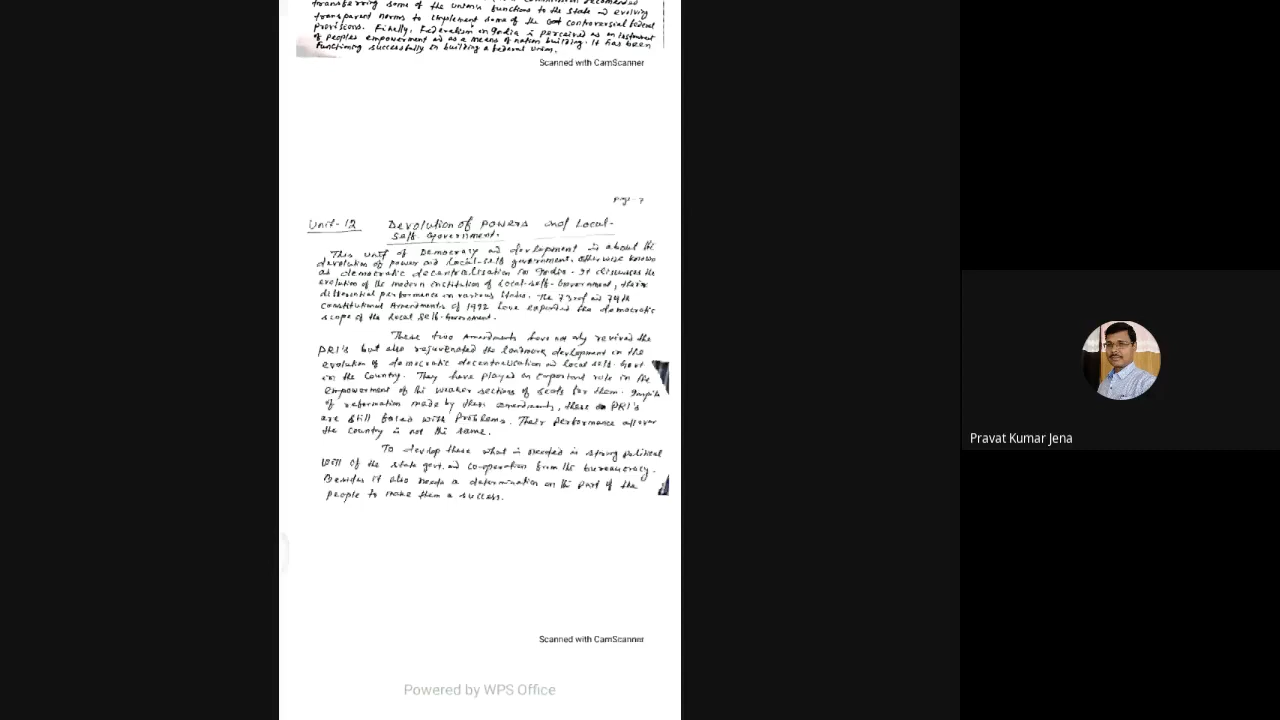 transferring some of the union's functions to the state and evolving
transparent norms to implement some of the controversial federal
provisions. Finally, Federalism in India is perceived as an instrument
of peoples empowerment as a means of nation building. It has been
functioning successfully in building a federal union.
Scanned with CamScanner
Page - 7
Unit-12 Devolution of Powers and Local-
Self Government.
This unit of Democracy and development is about the
devolution of power and local-self government, otherwise known
as democratic decentralisation in India. It discusses the
evolution of the modern institution of local-self-Government, their
differential performance in various states. The 73rd and 74th
Constitutional Amendments of 1992 have expanded the democratic
scope of the local self-Government.
These two Amendments have not only revived the
PRI's but also rejuvenated the landmark development in the
evolution of democratic decentralisation and local self-Govt
in the country. They have played an important role in the
empowerment of the weaker sections of seats for them. Inspite
of reformation made by these amendments, these PRI's
are still faced with problems. Their performance all over
the country is not the same.
To develop these what is needed is strong political
will of the state govt. and co-operation from the bureaucracy.
Besides it also needs a determination on the part of the
people to make them a success.
Scanned with CamScanner
Powered by WPS Office
Pravat Kumar Jena